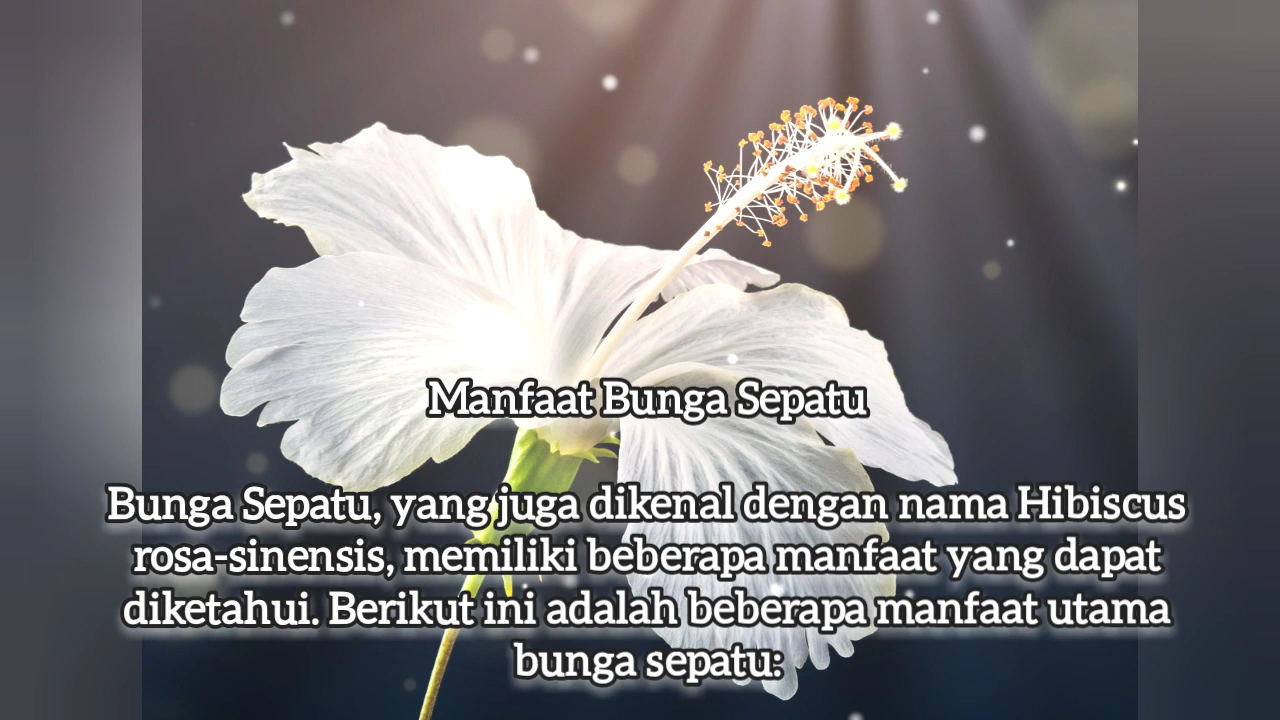 Manfaat Bunga Sepatu
Bunga Sepatu, yang juga dikenal dengan nama Hibiscus
rosa-sinensis, memiliki beberapa manfaat yang dapat
diketahui. Berikut ini adalah beberapa manfaat utama
bunga sepatu: